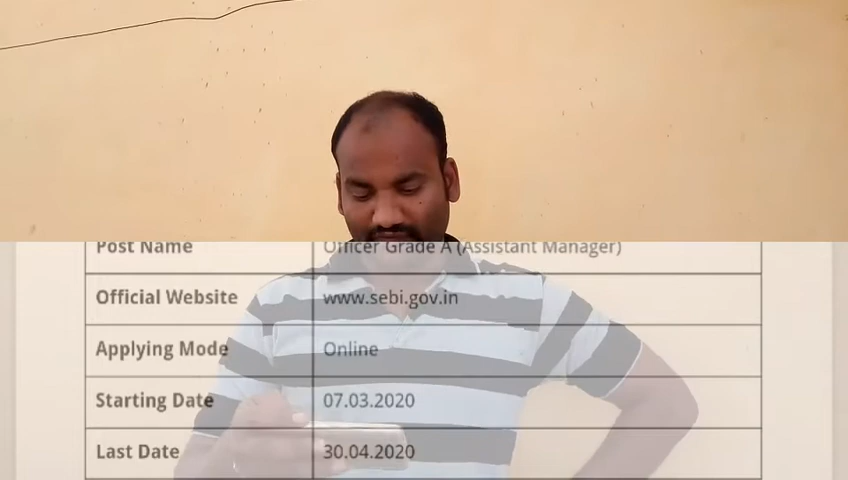 Post Name Officer Grade A (Assistant Manager)
Official Website www.sebi.gov.in
Applying Mode Online
Starting Date 07.03.2020
Last Date 30.04.2020